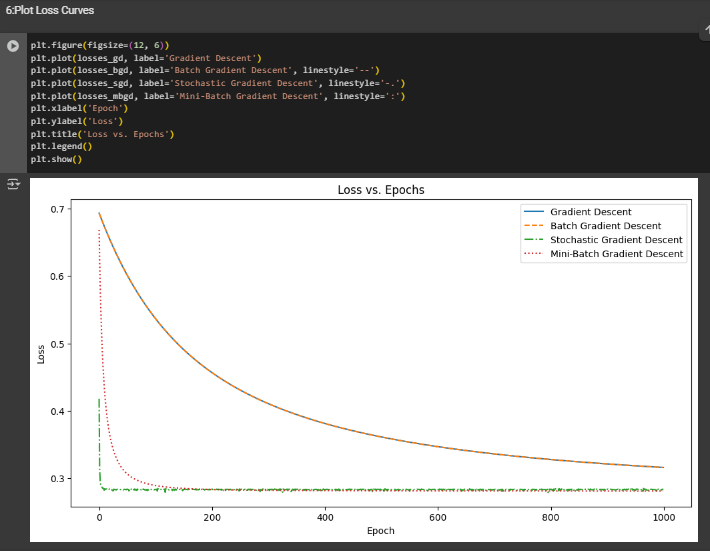 6:Plot Loss Curves
plt.figure(figsize=(12, 6))
plt.plot(losses_gd, label='Gradient Descent')
plt.plot(losses_bgd, label='Batch Gradient Descent', linestyle='--')
plt.plot(losses_sgd, label='Stochastic Gradient Descent', linestyle='-.')
plt.plot(losses_mbgd, label='Mini-Batch Gradient Descent', linestyle=':')
plt.xlabel('Epoch')
plt.ylabel('Loss')
plt.title('Loss vs. Epochs')
plt.legend()
plt.show()
Loss vs. Epochs
Gradient Descent
Batch Gradient Descent
Stochastic Gradient Descent
Mini-Batch Gradient Descent
0.7
0.6
0.5
0.4
0.3
Loss
0 200 400 600 800 1000
Epoch